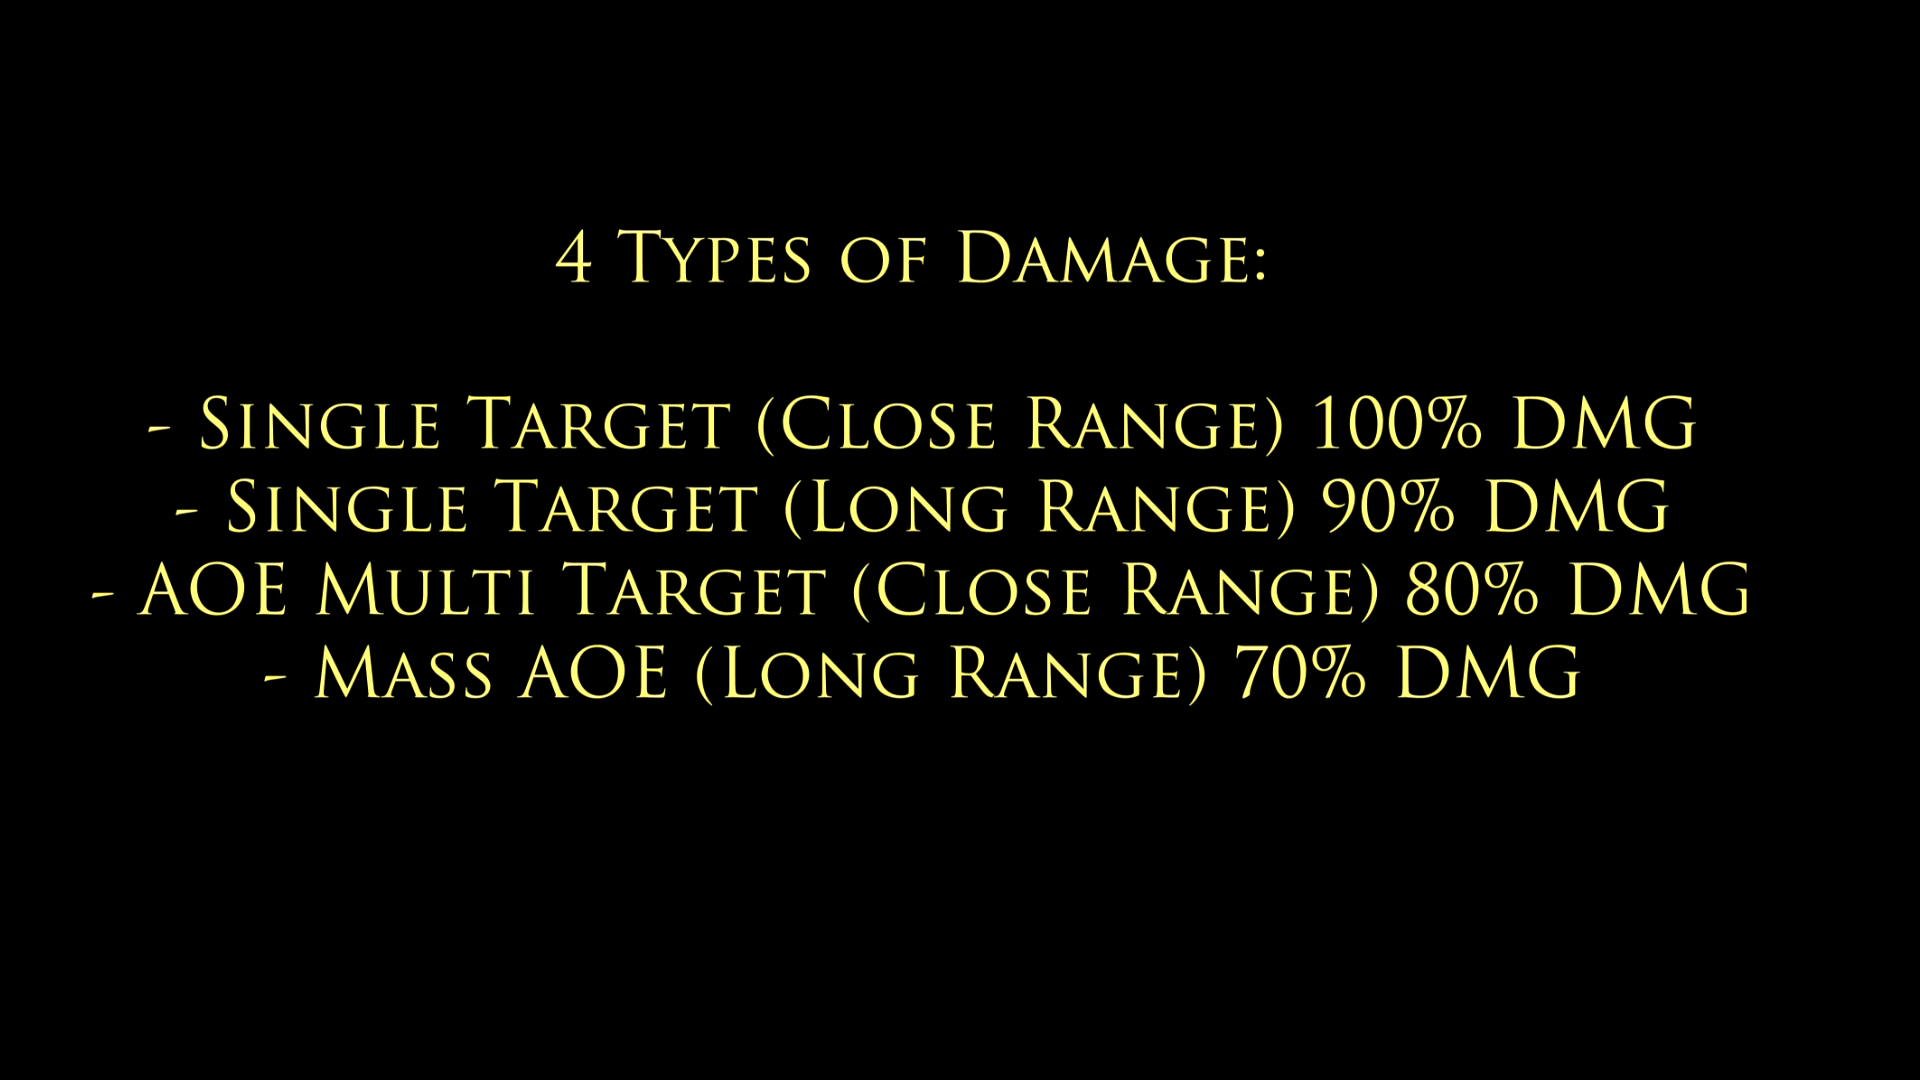 4 Types of Damage:
- Single Target (Close Range) 100% DMG
- Single Target (Long Range) 90% DMG
- AOE Multi Target (Close Range) 80% DMG
- Mass AOE (Long Range) 70% DMG